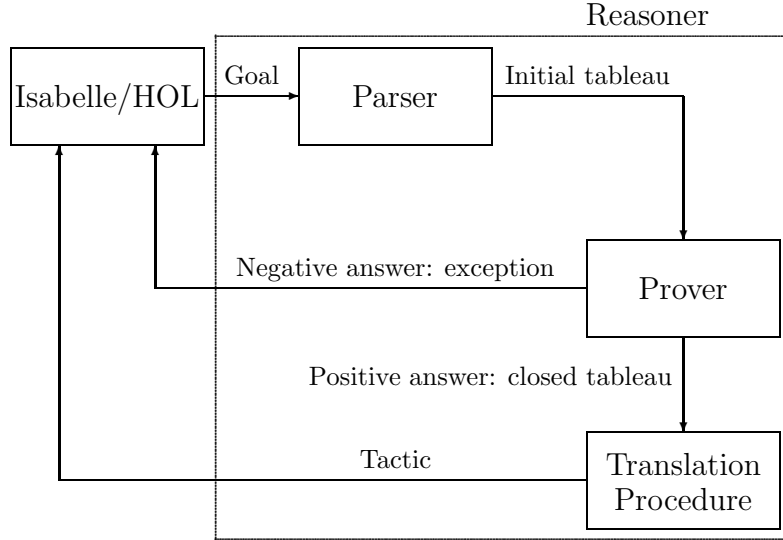 Reasoner
Isabelle/HOL
Goal
Parser
Initial tableau
Negative answer: exception
Prover
Positive answer: closed tableau
Tactic
Translation
Procedure